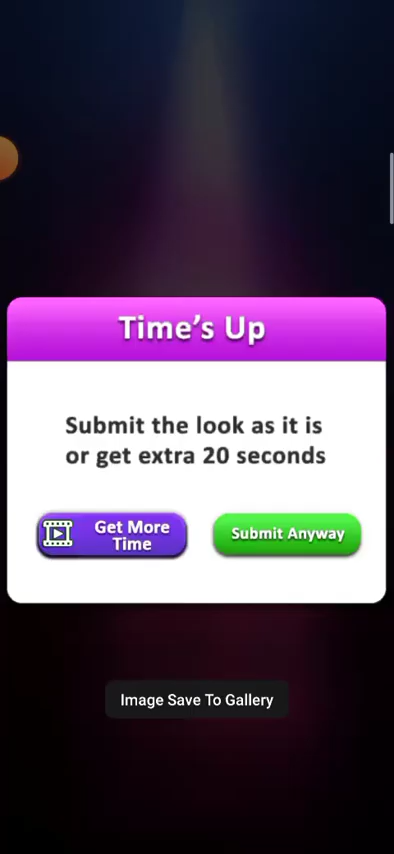 Time's Up
Submit the look as it is
or get extra 20 seconds
Get More
Time
Submit Anyway
Image Save To Gallery